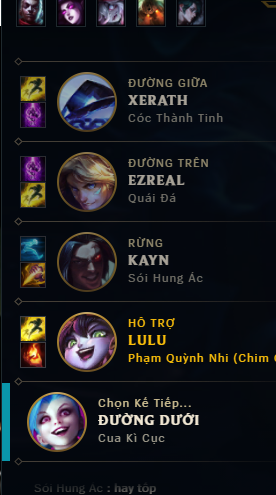 ĐƯỜNG GIỮA
XERATH
Cóc Thành Tinh
ĐƯỜNG TRÊN
EZREAL
Quái Đá
RỪNG
KAYN
Sói Hung Ác
HỖ TRỢ
LULU
Phạm Quỳnh Nhi (Chim
Chọn Kế Tiếp...
ĐƯỜNG DƯỚI
Cua Kì Cục
Sói Hung Ác : hay tóp